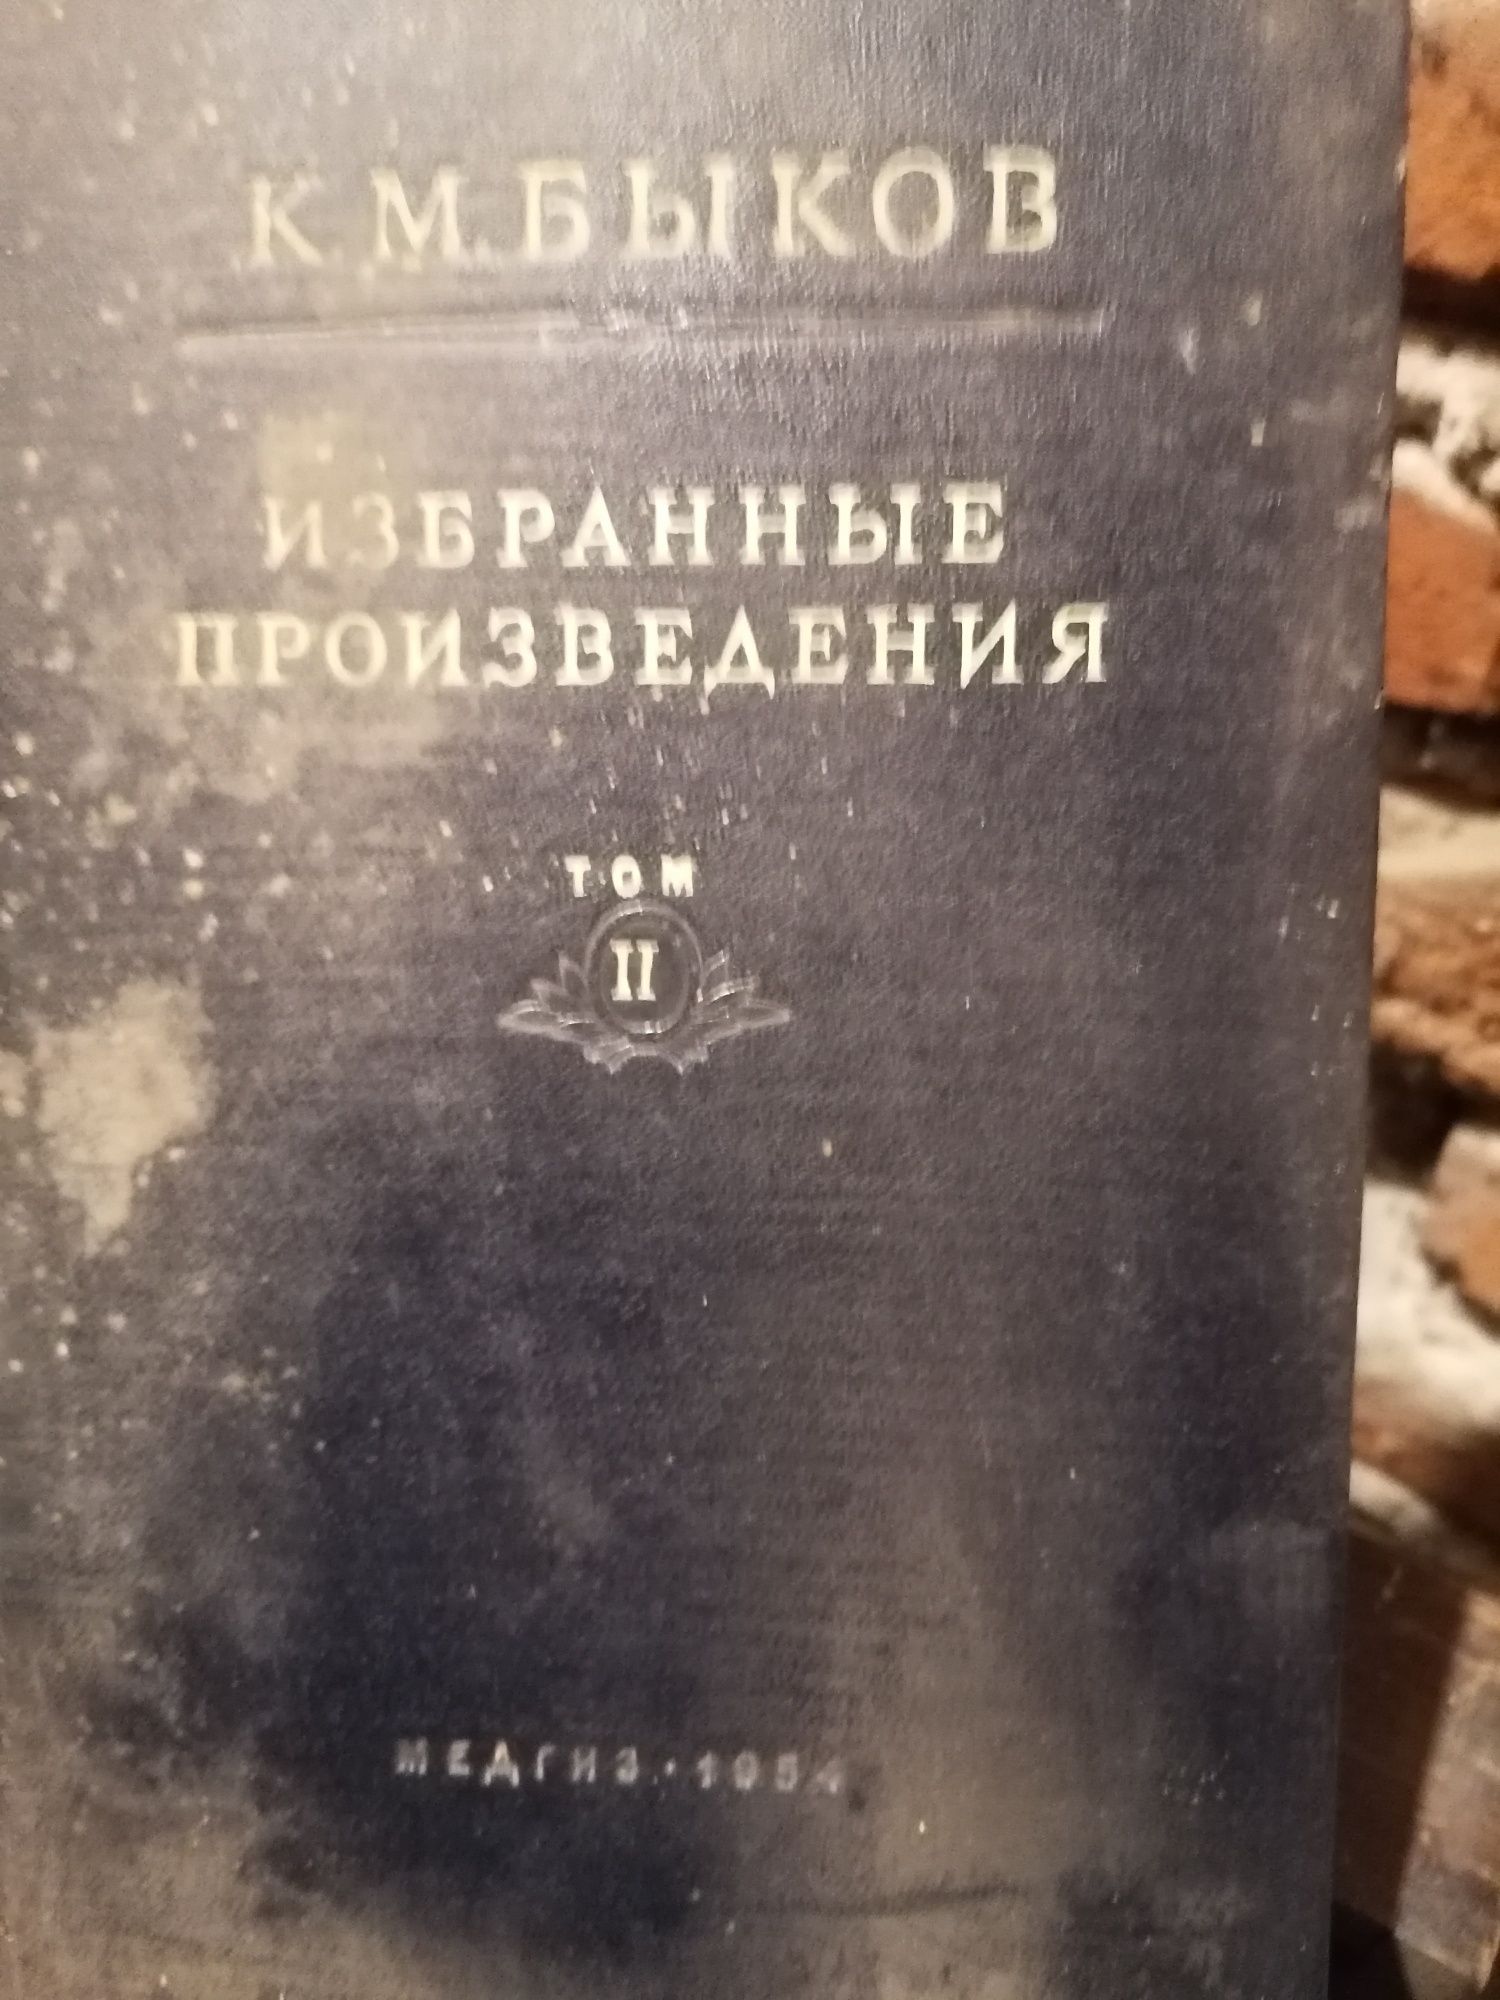 К. М. БЫКОВ
ИЗБРАННЫЕ
ПРОИЗВЕДЕНИЯ
ТОМ
II
МЕДГИЗ • 1954